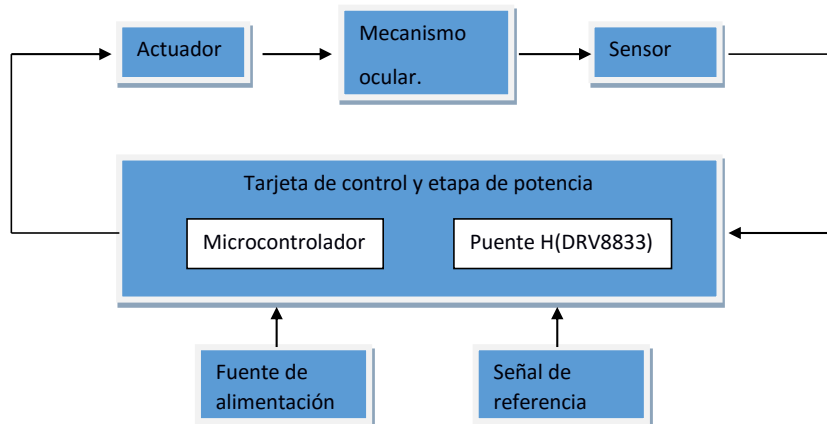 Actuador
Mecanismo
ocular.
Sensor
Tarjeta de control y etapa de potencia
Microcontrolador
Puente H(DRV8833)
Fuente de
alimentación
Señal de
referencia